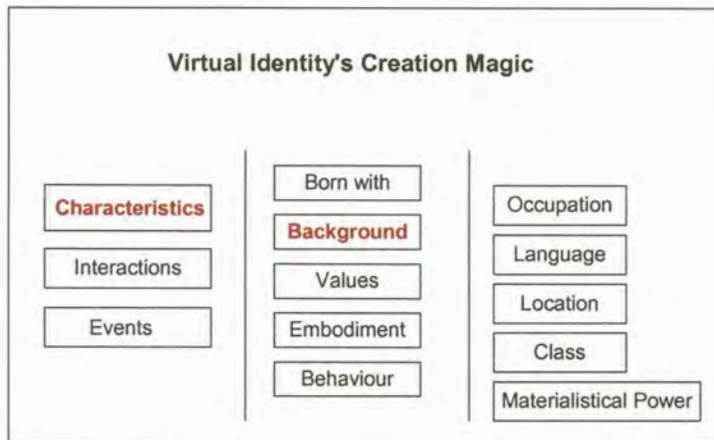 Virtual Identity's Creation Magic
Characteristics
Interactions
Events
Born with
Background
Values
Embodiment
Behaviour
Occupation
Language
Location
Class
Materialistical Power